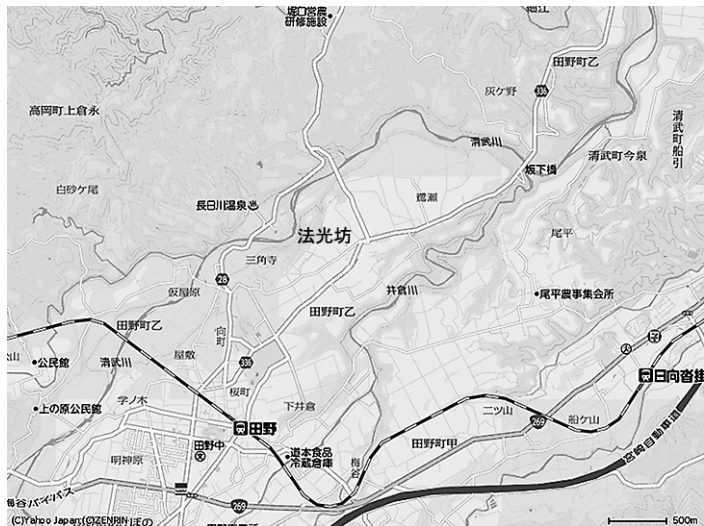 堀口営農
研修施設
細江
田野町乙
336
灰ケ野
高岡町上倉永
清武町船引
清武川
清武町今泉
坂下橋
白砂ケ尾
鷺瀬
長日川温泉
法光坊
尾平
三角寺
28
井倉川
仮屋原
尾平農事集会所
田野町乙
田野町乙
向町
清武川
公民館
屋敷
336
桜町
日向沓掛
学ノ木
下井倉
二ツ山
船ケ山
上の原公民館
田野
269
田野中
道本食品
冷蔵倉庫
田野町甲
梅谷
明神原
宮崎自動車道
梅谷バイパス
269
(C)Yahoo Japan,(C)ZENRIN
500m